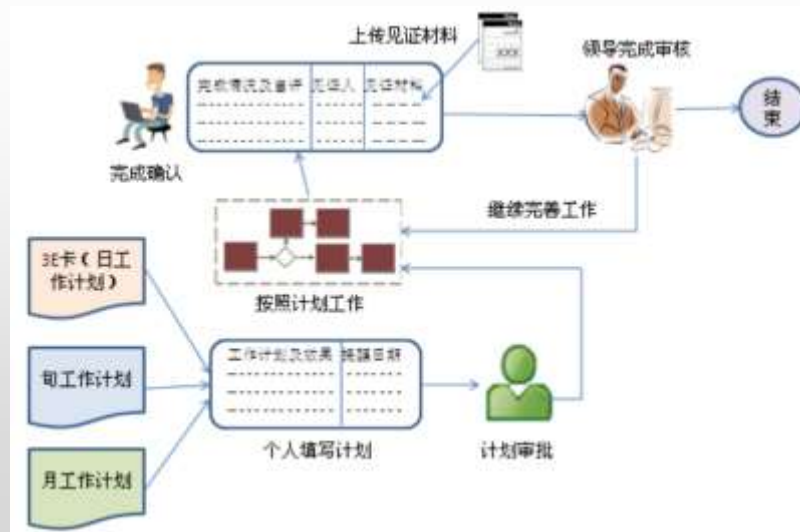 上传见证材料
XXX
领导完成审核
完成情况及自评
见证人
见证材料
结
束
完成确认
继续完善工作
3E卡（日工
作计划）
按照计划工作
工作计划及效果
提醒日期
旬工作计划
个人填写计划
计划审批
月工作计划